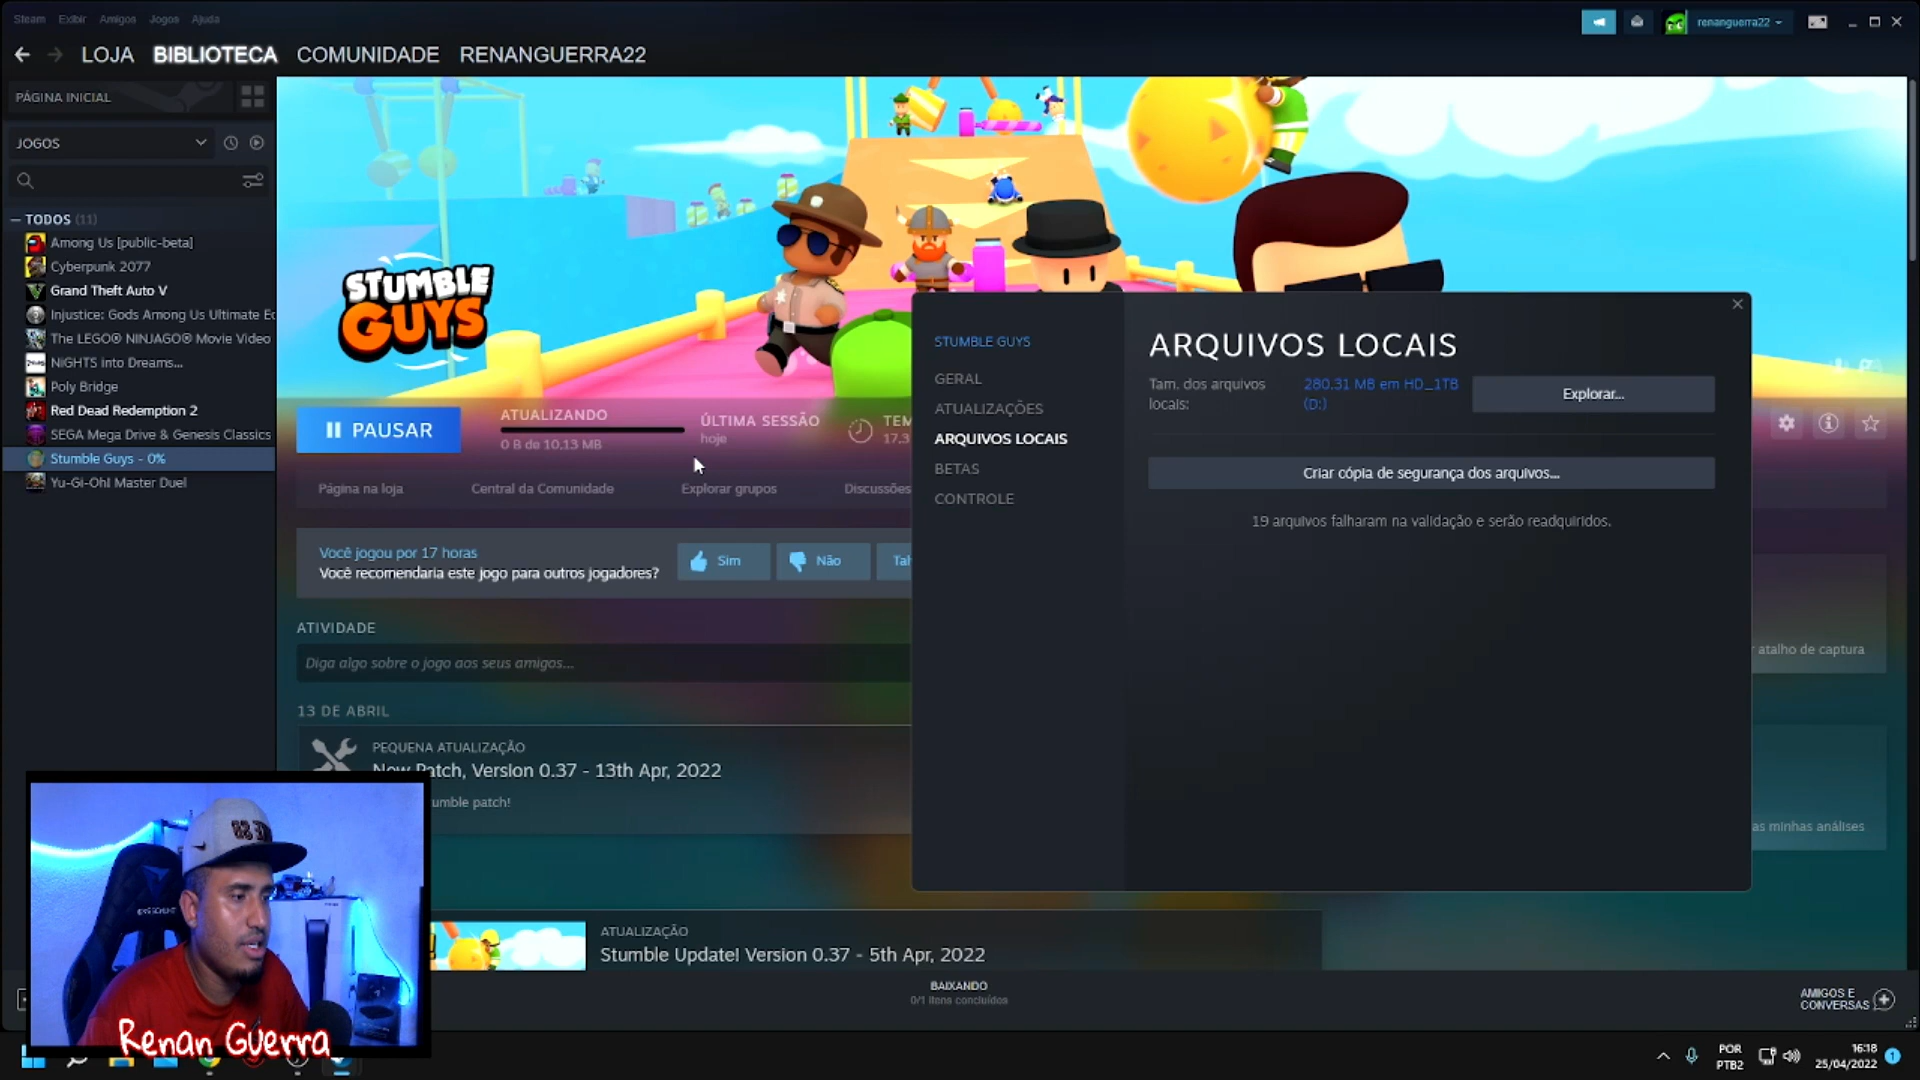 Steam Exibir Amigos Jogos Ajuda
renanguerra22
LOJA BIBLIOTECA COMUNIDADE RENANGUERRA22
PÁGINA INICIAL
JOGOS
TODOS (11)
Among Us [public-beta]
Cyberpunk 2077
Grand Theft Auto V
Injustice: Gods Among Us Ultimate Ec
The LEGO® NINJAGO® Movie Video
NiGHTS into Dreams...
Poly Bridge
Red Dead Redemption 2
SEGA Mega Drive & Genesis Classics
Stumble Guys - 0%
Yu-Gi-Oh! Master Duel
STUMBLE
GUYS
PAUSAR
ATUALIZANDO
0 B de 10.13 MB
ÚLTIMA SESSÃO
hoje
TEM
17,3
Página na loja Central da Comunidade Explorar grupos Discussões
Você jogou por 17 horas
Você recomendaria este jogo para outros jogadores?
Sim Não Tal
ATIVIDADE
Diga algo sobre o jogo aos seus amigos...
13 DE ABRIL
PEQUENA ATUALIZAÇÃO
New Patch, Version 0.37 - 13th Apr, 2022
umble patch!
ATUALIZAÇÃO
Stumble Update! Version 0.37 - 5th Apr, 2022
STUMBLE GUYS
GERAL
ATUALIZAÇÕES
ARQUIVOS LOCAIS
BETAS
CONTROLE
ARQUIVOS LOCAIS
Tam. dos arquivos
locais:
280.31 MB em HD_1TB
(D:)
Explorar...
Criar cópia de segurança dos arquivos...
19 arquivos falharam na validação e serão readquiridos.
r atalho de captura
as minhas análises
BAIXANDO
0/1 itens concluídos
AMIGOS E
CONVERSAS
Renan Guerra
POR
PTB2
16:18
25/04/2022
1